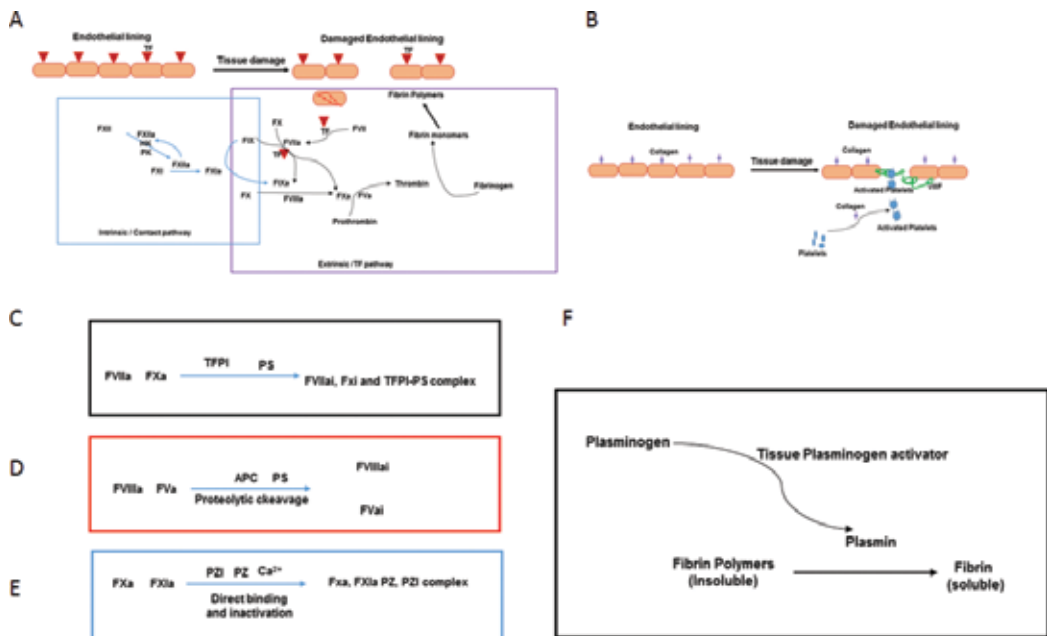 A
Endothelial lining
TF
Tissue damage
Damaged Endothelial lining
TF
Fibrin Polymers
FXII
FXIIa
HK
PK
FXI
FXIIa
FXIa
Intrinsic / Contact pathway
FIX
FX
FVIIa
TF
TF
FVII
FIXa
FX
FVIIIa
FXa
FVa
Thrombin
Prothrombin
Fibrin monomers
Fibrinogen
Extrinsic /TF pathway
B
Endothelial lining
Collagen
Tissue damage
Damaged Endothelial lining
Collagen
Activated Platelets
vWF
Collagen
Activated Platelets
Platelets
C
FVIIa FXa
TFPI PS
FVIIai, Fxi and TFPI-PS complex
D
FVIIIa FVa
APC PS
Proteolytic ckeavage
FVIIIai
FVai
E
FXa FXIa
PZI PZ Ca²⁺
Direct binding
and inactivation
Fxa, FXIa PZ, PZI complex
F
Plasminogen
Tissue Plasminogen activator
Plasmin
Fibrin Polymers
(Insoluble)
Fibrin
(soluble)